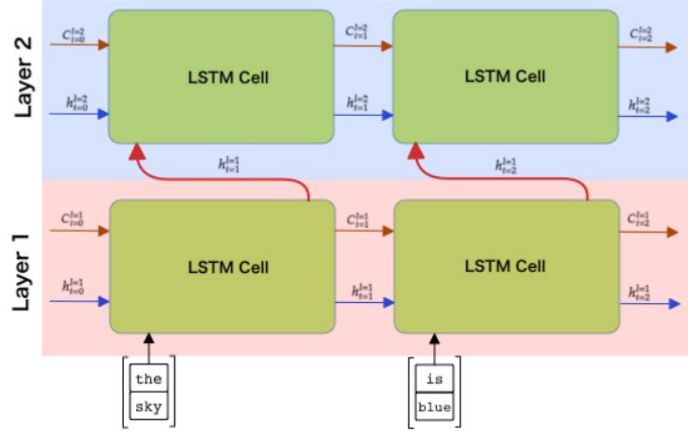 Layer 2
C_{t=0}^{l=2}
C_{t=1}^{l=2}
C_{t=2}^{l=2}
LSTM Cell
LSTM Cell
h_{t=0}^{l=2}
h_{t=1}^{l=2}
h_{t=2}^{l=2}
h_{t=1}^{l=1}
h_{t=2}^{l=1}
Layer 1
C_{t=0}^{l=1}
C_{t=1}^{l=1}
C_{t=2}^{l=1}
LSTM Cell
LSTM Cell
h_{t=0}^{l=1}
h_{t=1}^{l=1}
h_{t=2}^{l=1}
the
sky
is
blue